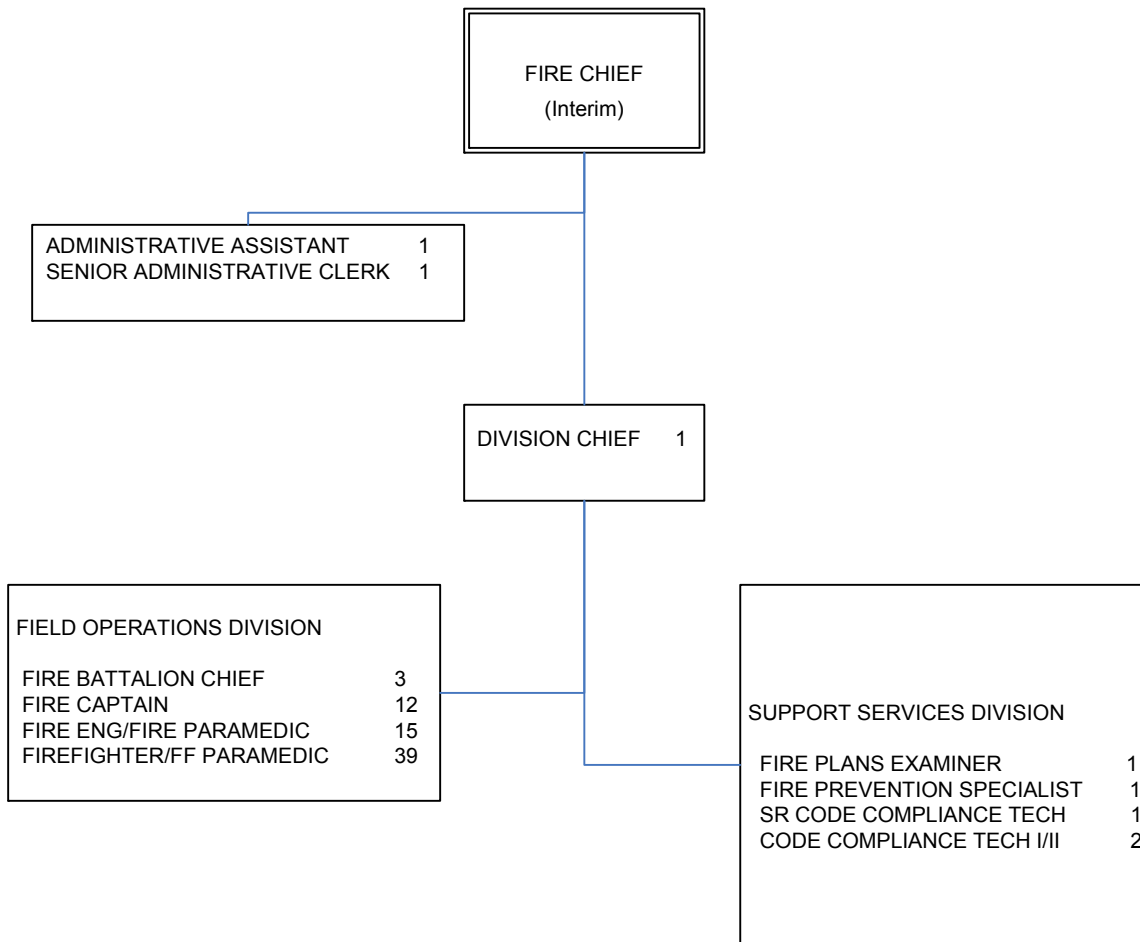 FIRE CHIEF
(Interim)
ADMINISTRATIVE ASSISTANT 1
SENIOR ADMINISTRATIVE CLERK 1
DIVISION CHIEF 1
FIELD OPERATIONS DIVISION
FIRE BATTALION CHIEF 3
FIRE CAPTAIN 12
FIRE ENG/FIRE PARAMEDIC 15
FIREFIGHTER/FF PARAMEDIC 39
SUPPORT SERVICES DIVISION
FIRE PLANS EXAMINER 1
FIRE PREVENTION SPECIALIST 1
SR CODE COMPLIANCE TECH 1
CODE COMPLIANCE TECH I/II 2